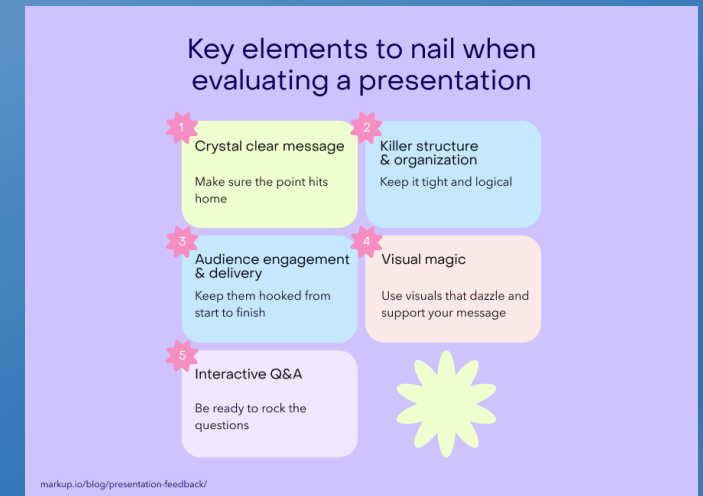 Key elements to nail when
evaluating a presentation
1
Crystal clear message
Make sure the point hits
home
2
Killer structure
& organization
Keep it tight and logical
3
Audience engagement
& delivery
Keep them hooked from
start to finish
4
Visual magic
Use visuals that dazzle and
support your message
5
Interactive Q&A
Be ready to rock the
questions
markup.io/blog/presentation-feedback/